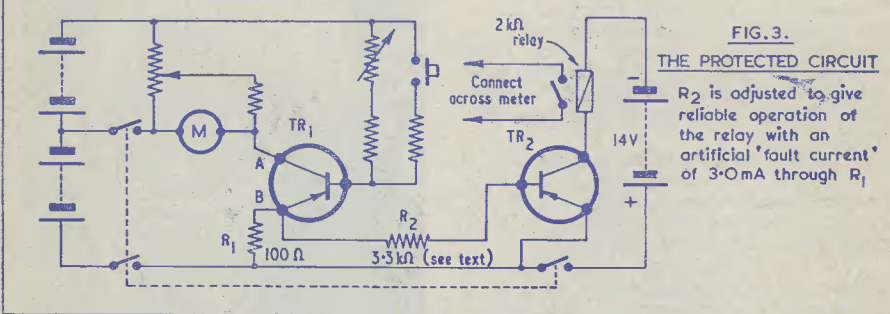 FIG.3.
THE PROTECTED CIRCUIT
R2 is adjusted to give
reliable operation of
the relay with an
artificial 'fault current'
of 3·0mA through R1
2kΩ
relay
Connect
across meter
TR2
14V
-
+
M
TR1
A
B
R1
100Ω
R2
3·3kΩ (see text)